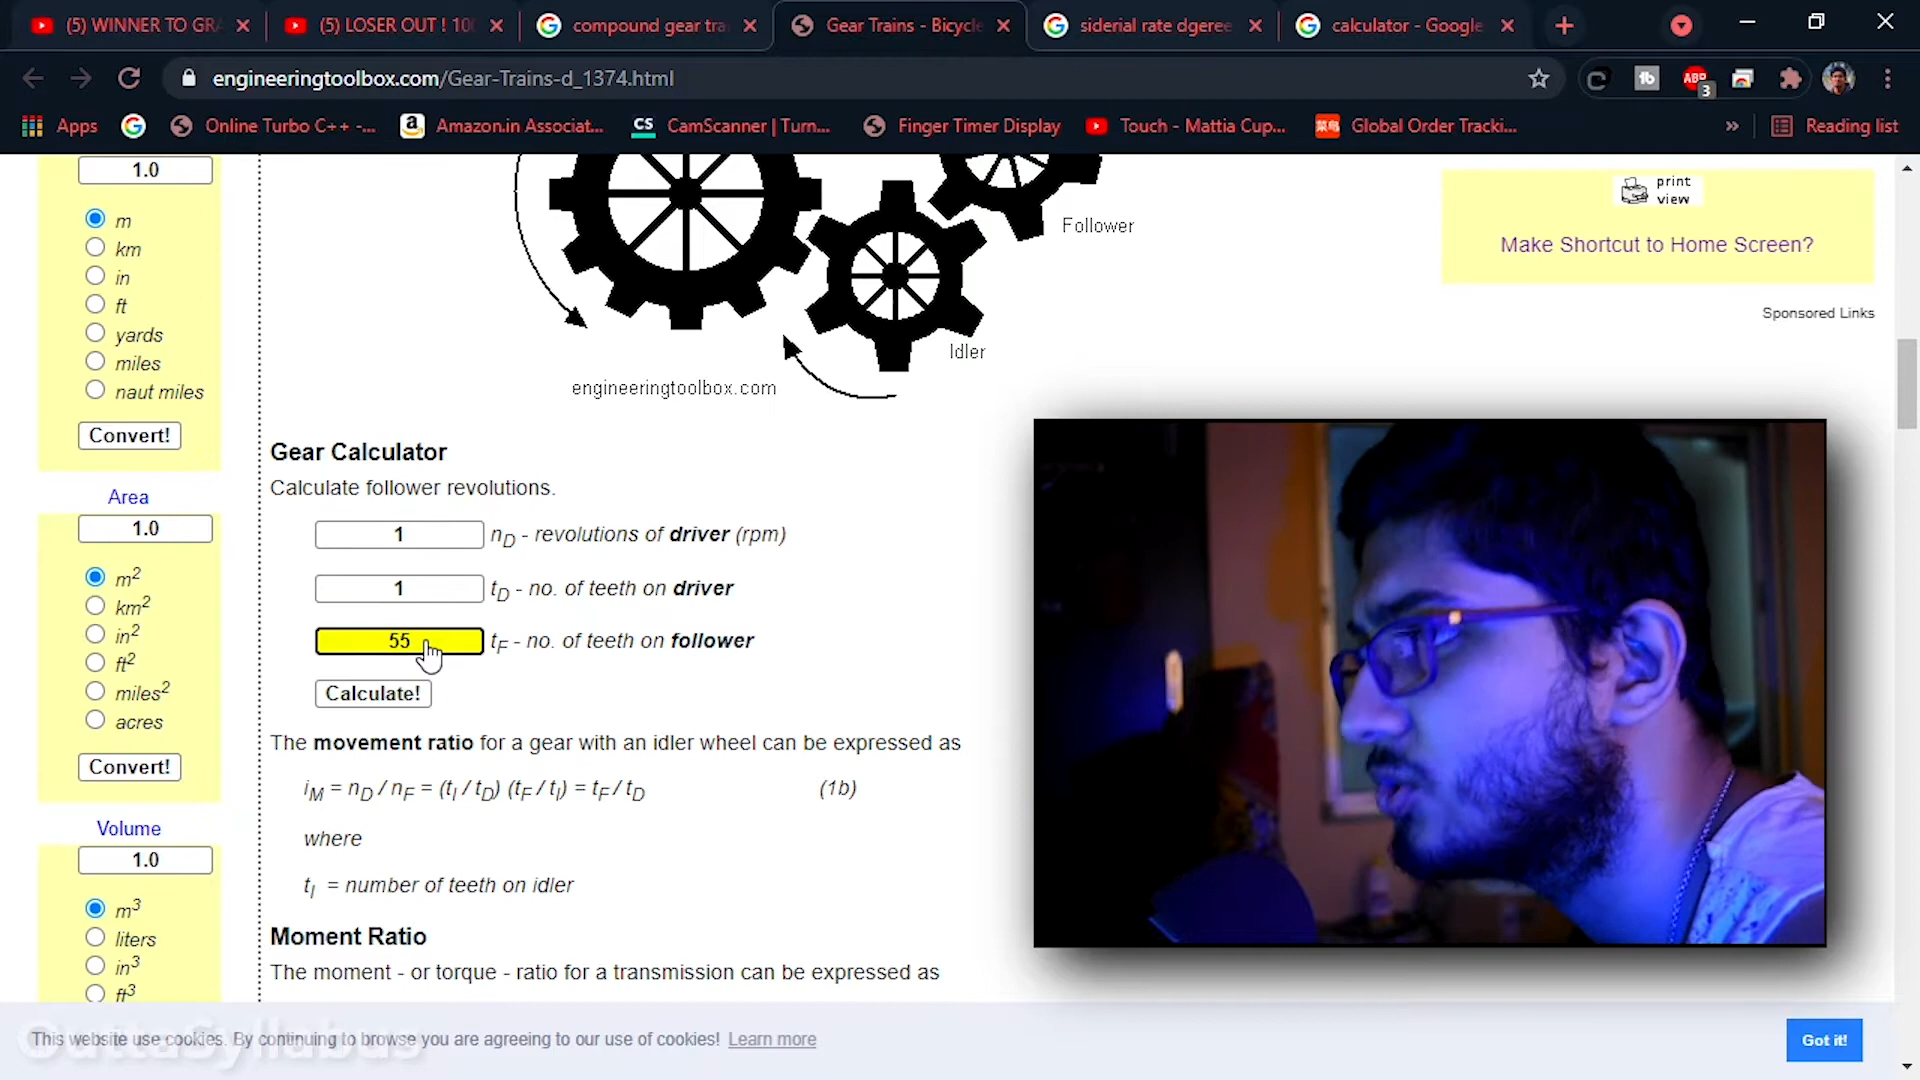 (5) WINNER TO GRA
(5) LOSER OUT ! 100
compound gear tra
Gear Trains - Bicycle
siderial rate dgeree
calculator - Google
engineeringtoolbox.com/Gear-Trains-d_1374.html
ABP
3
Apps
Online Turbo C++ -...
Amazon.in Associat...
CS
CamScanner | Turn...
Finger Timer Display
Touch - Mattia Cup...
Global Order Tracki...
Reading list
1.0
m
km
in
ft
yards
miles
naut miles
Convert!
Area
1.0
m2
km2
in2
ft2
miles2
acres
Convert!
Volume
1.0
m3
liters
in3
ft3
Follower
Idler
engineeringtoolbox.com
Gear Calculator
Calculate follower revolutions.
1 nD - revolutions of driver (rpm)
1 tD - no. of teeth on driver
55 tF - no. of teeth on follower
Calculate!
The movement ratio for a gear with an idler wheel can be expressed as
iM = nD / nF = (tI / tD) (tF / tI) = tF / tD (1b)
where
tI = number of teeth on idler
Moment Ratio
The moment - or torque - ratio for a transmission can be expressed as
print
view
Make Shortcut to Home Screen?
Sponsored Links
This website use cookies. By continuing to browse you are agreeing to our use of cookies! Learn more
Got it!
OuttaSyllabus